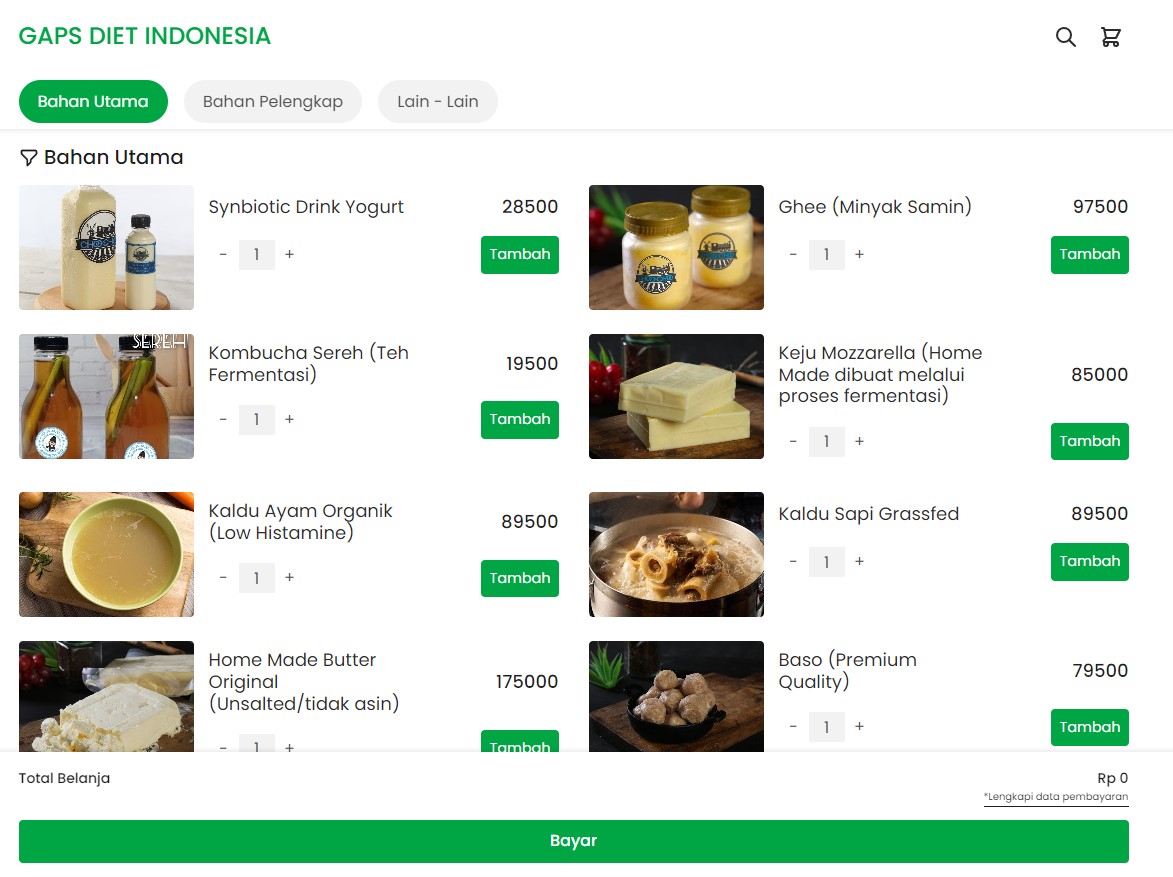 GAPS DIET INDONESIA
Bahan Utama
Bahan Pelengkap
Lain - Lain
Bahan Utama
Synbiotic Drink Yogurt
28500
- 1 +
Tambah
Ghee (Minyak Samin)
97500
- 1 +
Tambah
SEREH
Kombucha Sereh (Teh
Fermentasi)
19500
- 1 +
Tambah
Keju Mozzarella (Home
Made dibuat melalui
proses fermentasi)
85000
- 1 +
Tambah
Kaldu Ayam Organik
(Low Histamine)
89500
- 1 +
Tambah
Kaldu Sapi Grassfed
89500
- 1 +
Tambah
Home Made Butter
Original
(Unsalted/tidak asin)
175000
- 1 +
Tambah
Baso (Premium
Quality)
79500
- 1 +
Tambah
Total Belanja
Rp 0
*Lengkapi data pembayaran
Bayar